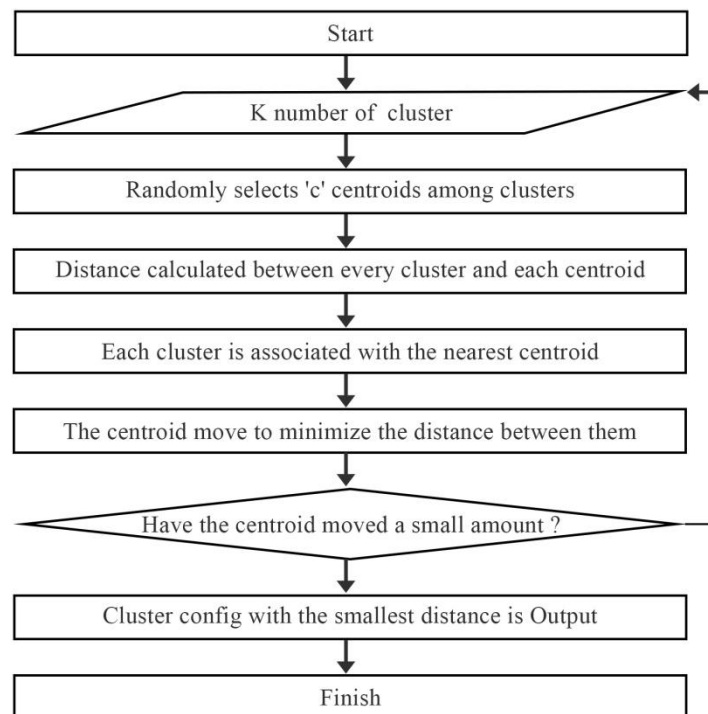 Start
K number of cluster
Randomly selects 'c' centroids among clusters
Distance calculated between every cluster and each centroid
Each cluster is associated with the nearest centroid
The centroid move to minimize the distance between them
Have the centroid moved a small amount ?
Cluster config with the smallest distance is Output
Finish